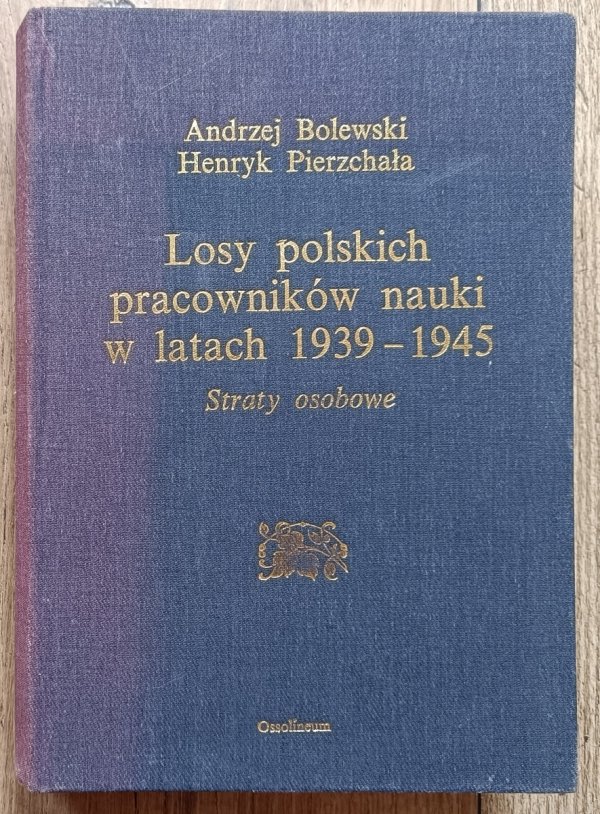 Andrzej Bolewski
Henryk Pierzchała
Losy polskich
pracowników nauki
w latach 1939 – 1945
Straty osobowe
Ossolineum